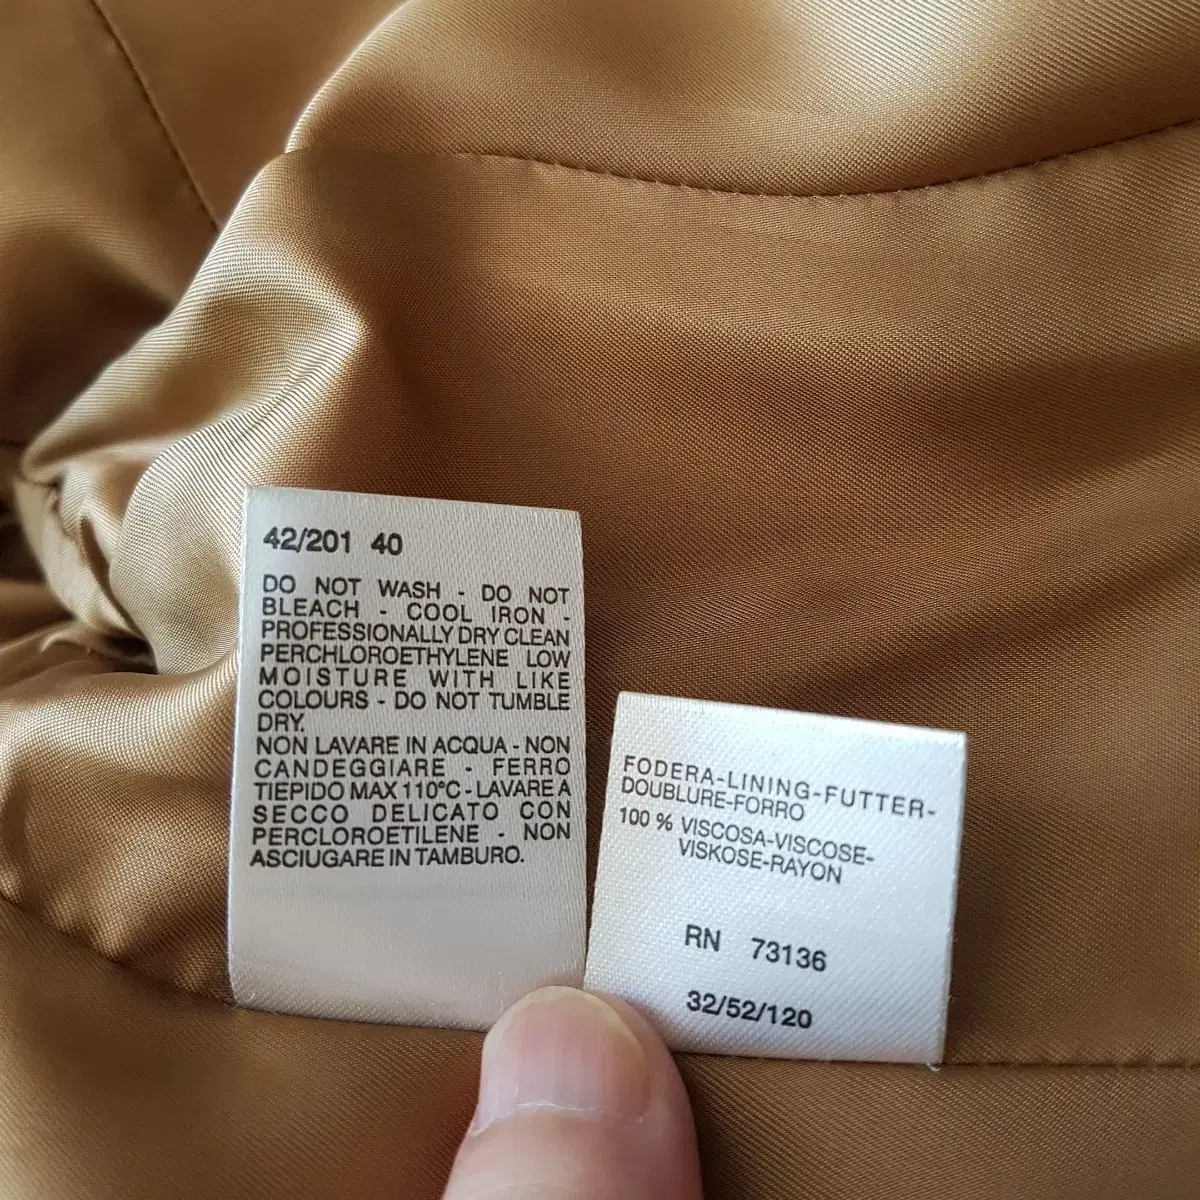 42/201 40
DO NOT WASH - DO NOT
BLEACH - COOL IRON -
PROFESSIONALLY DRY CLEAN
PERCHLOROETHYLENE LOW
MOISTURE WITH LIKE
COLOURS - DO NOT TUMBLE
DRY.
NON LAVARE IN ACQUA - NON
CANDEGGIARE - FERRO
TIEPIDO MAX 110°C - LAVARE A
SECCO DELICATO CON
PERCLOROETILENE - NON
ASCIUGARE IN TAMBURO.
FODERA-LINING-FUTTER-
DOUBLURE-FORRO
100 % VISCOSA-VISCOSE-
VISKOSE-RAYON
RN 73136
32/52/120